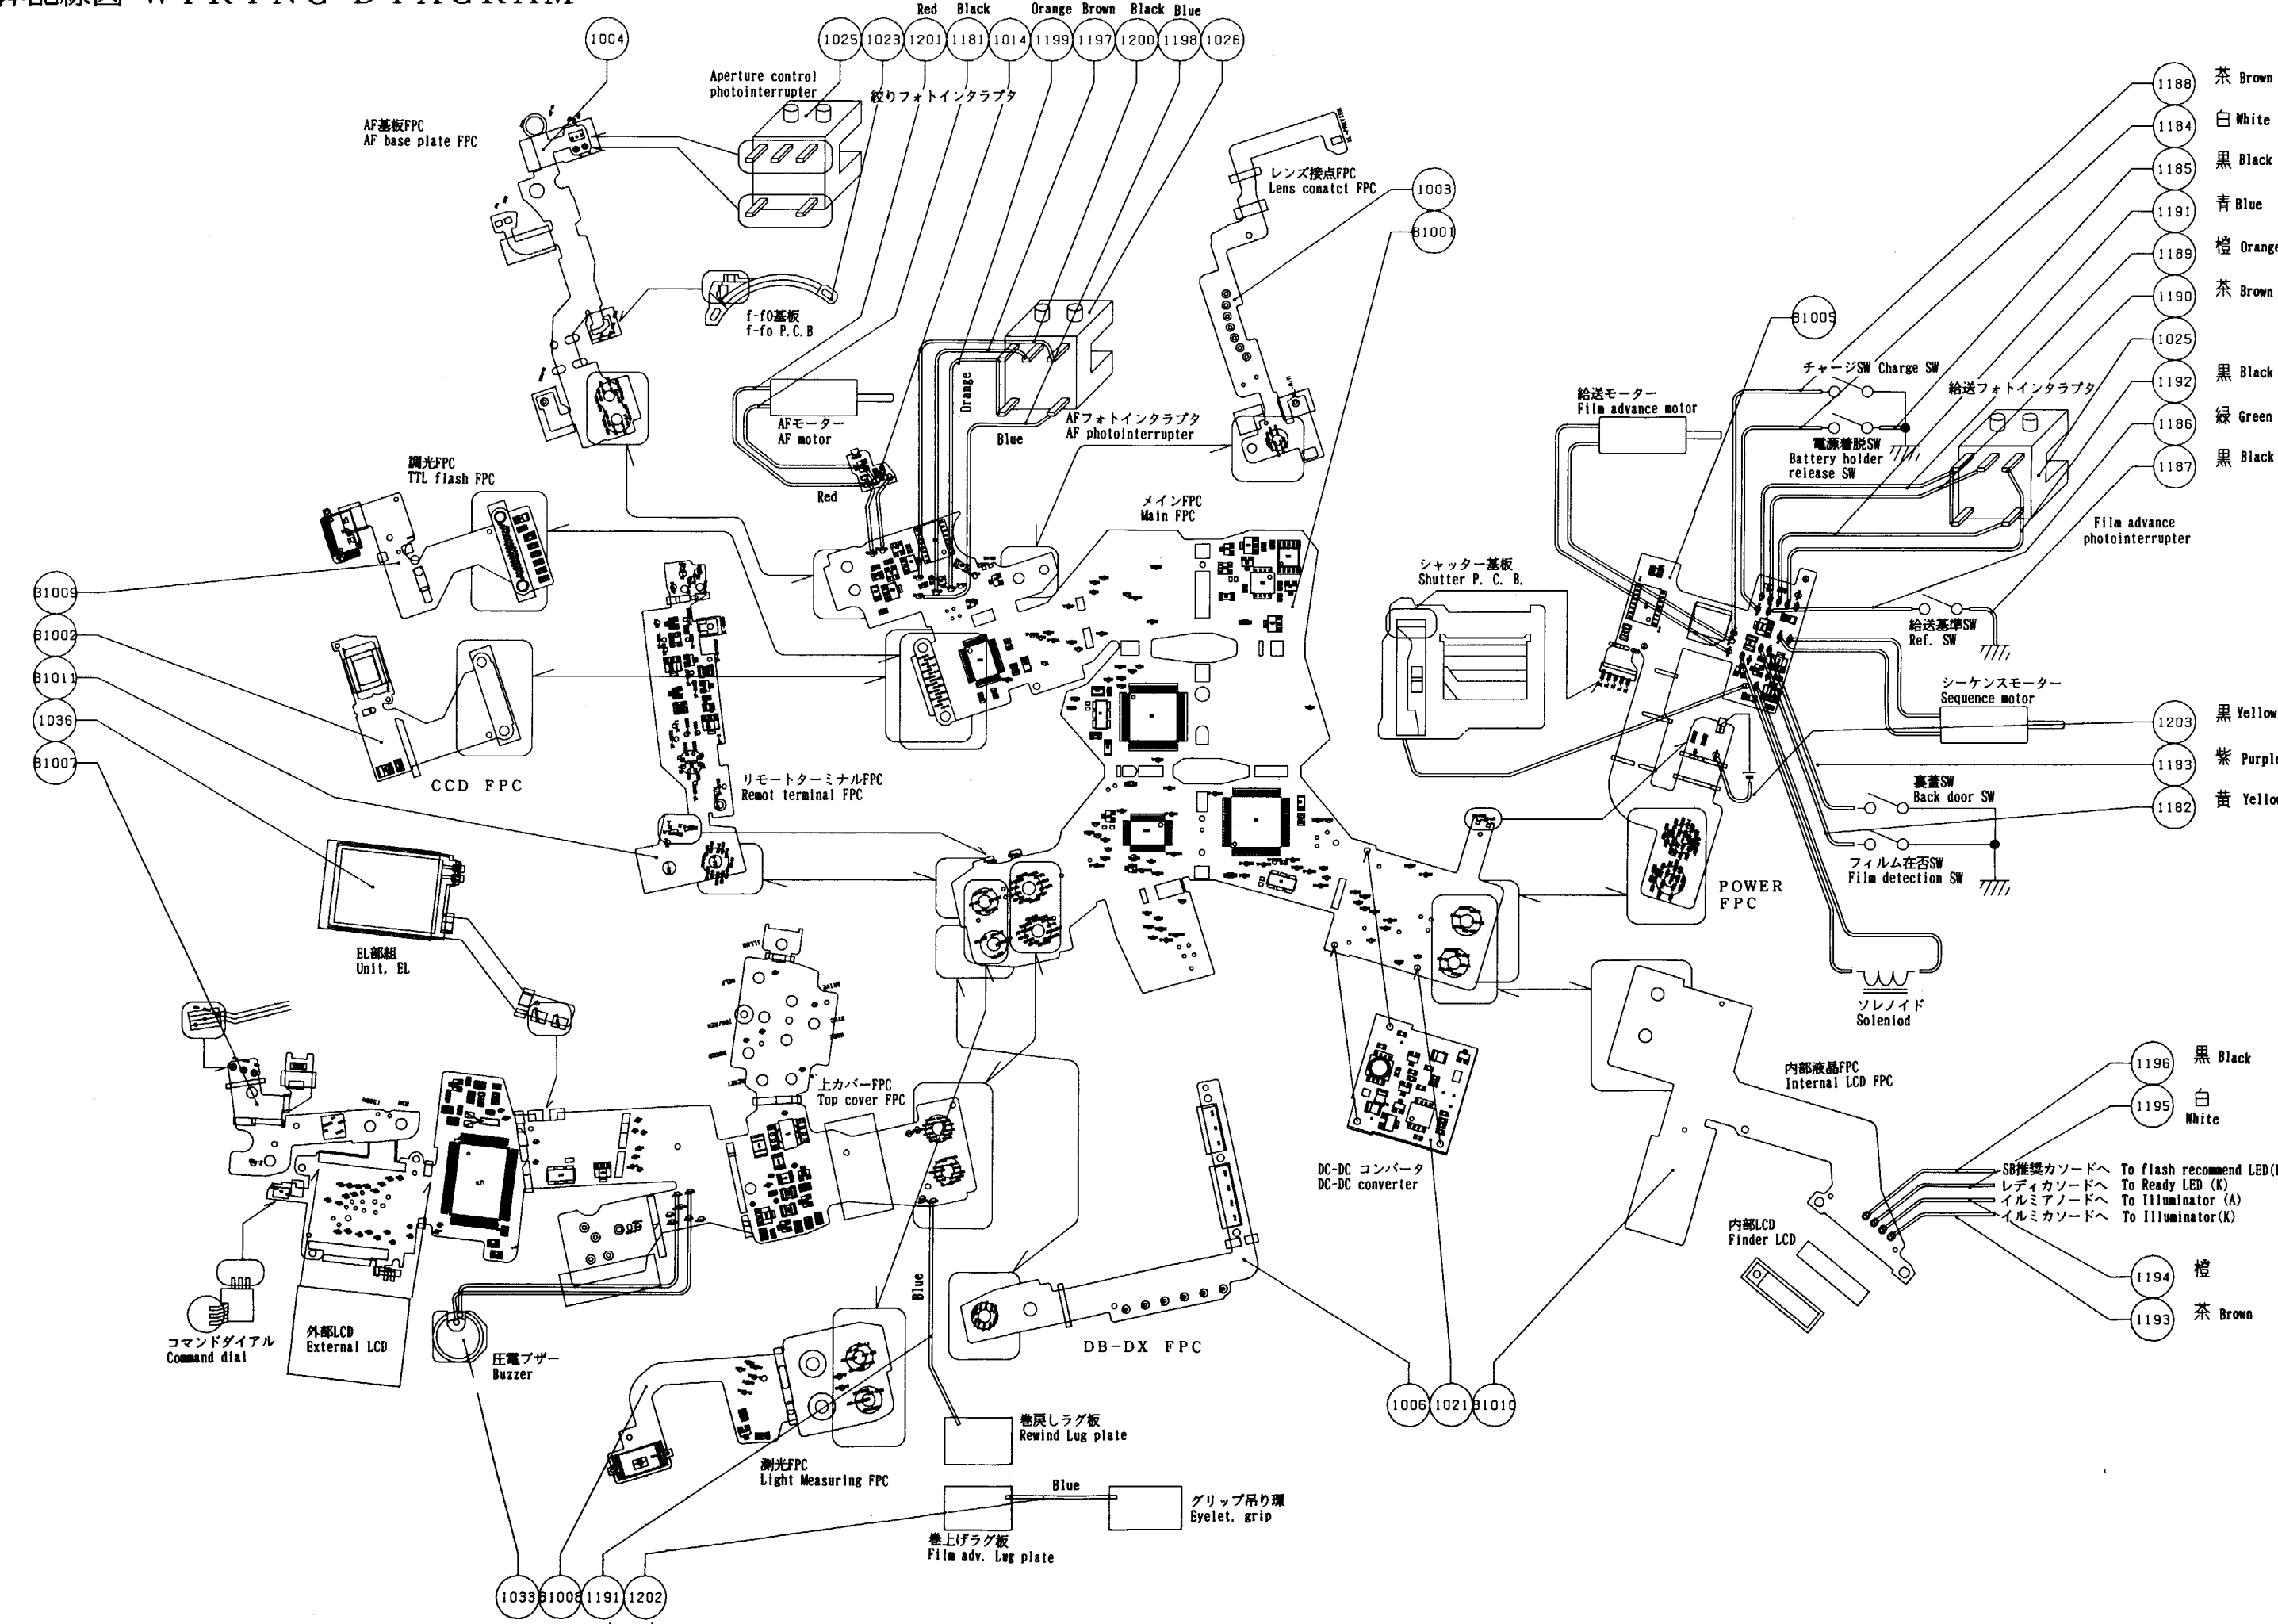 配線図 WIRING DIAGRAM
Red Black Orange Brown Black Blue
1004
1025 1023 1201 1181 1014 1199 1197 1200 1198 1026
Aperture control
photointerrupter
絞りフォトインタラプタ
AF基板FPC
AF base plate FPC
レンズ接点FPC
Lens conatct FPC
1003
B1001
f-f0基板
f-fo P.C.B
AFモーター
AF motor
Red
Orange
Blue
AFフォトインタラプタ
AF photointerrupter
調光FPC
TTL flash FPC
メインFPC
Main FPC
B1009
B1002
B1011
1036
B1007
CCD FPC
リモートターミナルFPC
Remot terminal FPC
EL部組
Unit, EL
上カバーFPC
Top cover FPC
コマンドダイアル
Command dial
外部LCD
External LCD
圧電ブザー
Buzzer
Blue
測光FPC
Light Measuring FPC
巻戻しラグ板
Rewind Lug plate
Blue
グリップ吊り環
Eyelet, grip
巻上げラグ板
Film adv. Lug plate
1033 B1008 1191 1202
DB-DX FPC
DC-DC コンバータ
DC-DC converter
1006 1021 B1010
B1005
給送モーター
Film advance motor
チャージSW Charge SW
電源着脱SW
Battery holder
release SW
給送フォトインタラプタ
Film advance
photointerrupter
シャッター基板
Shutter P. C. B.
給送基準SW
Ref. SW
シーケンスモーター
Sequence motor
裏蓋SW
Back door SW
フィルム在否SW
Film detection SW
POWER
FPC
ソレノイド
Soleniod
1188 茶 Brown
1184 白 White
1185 黒 Black
1191 青 Blue
1189 橙 Orange
1190 茶 Brown
1025
1192 黒 Black
1186 緑 Green
1187 黒 Black
1203 黒 Yellow
1183 紫 Purple
1182 黄 Yellow
内部液晶FPC
Internal LCD FPC
1196 黒 Black
1195 白
White
SB推奨カソードへ To flash recommend LED(
レディカソードへ To Ready LED (K)
イルミアノードへ To Illuminator (A)
イルミカソードへ To Illuminator(K)
内部LCD
Finder LCD
1194 橙
1193 茶 Brown